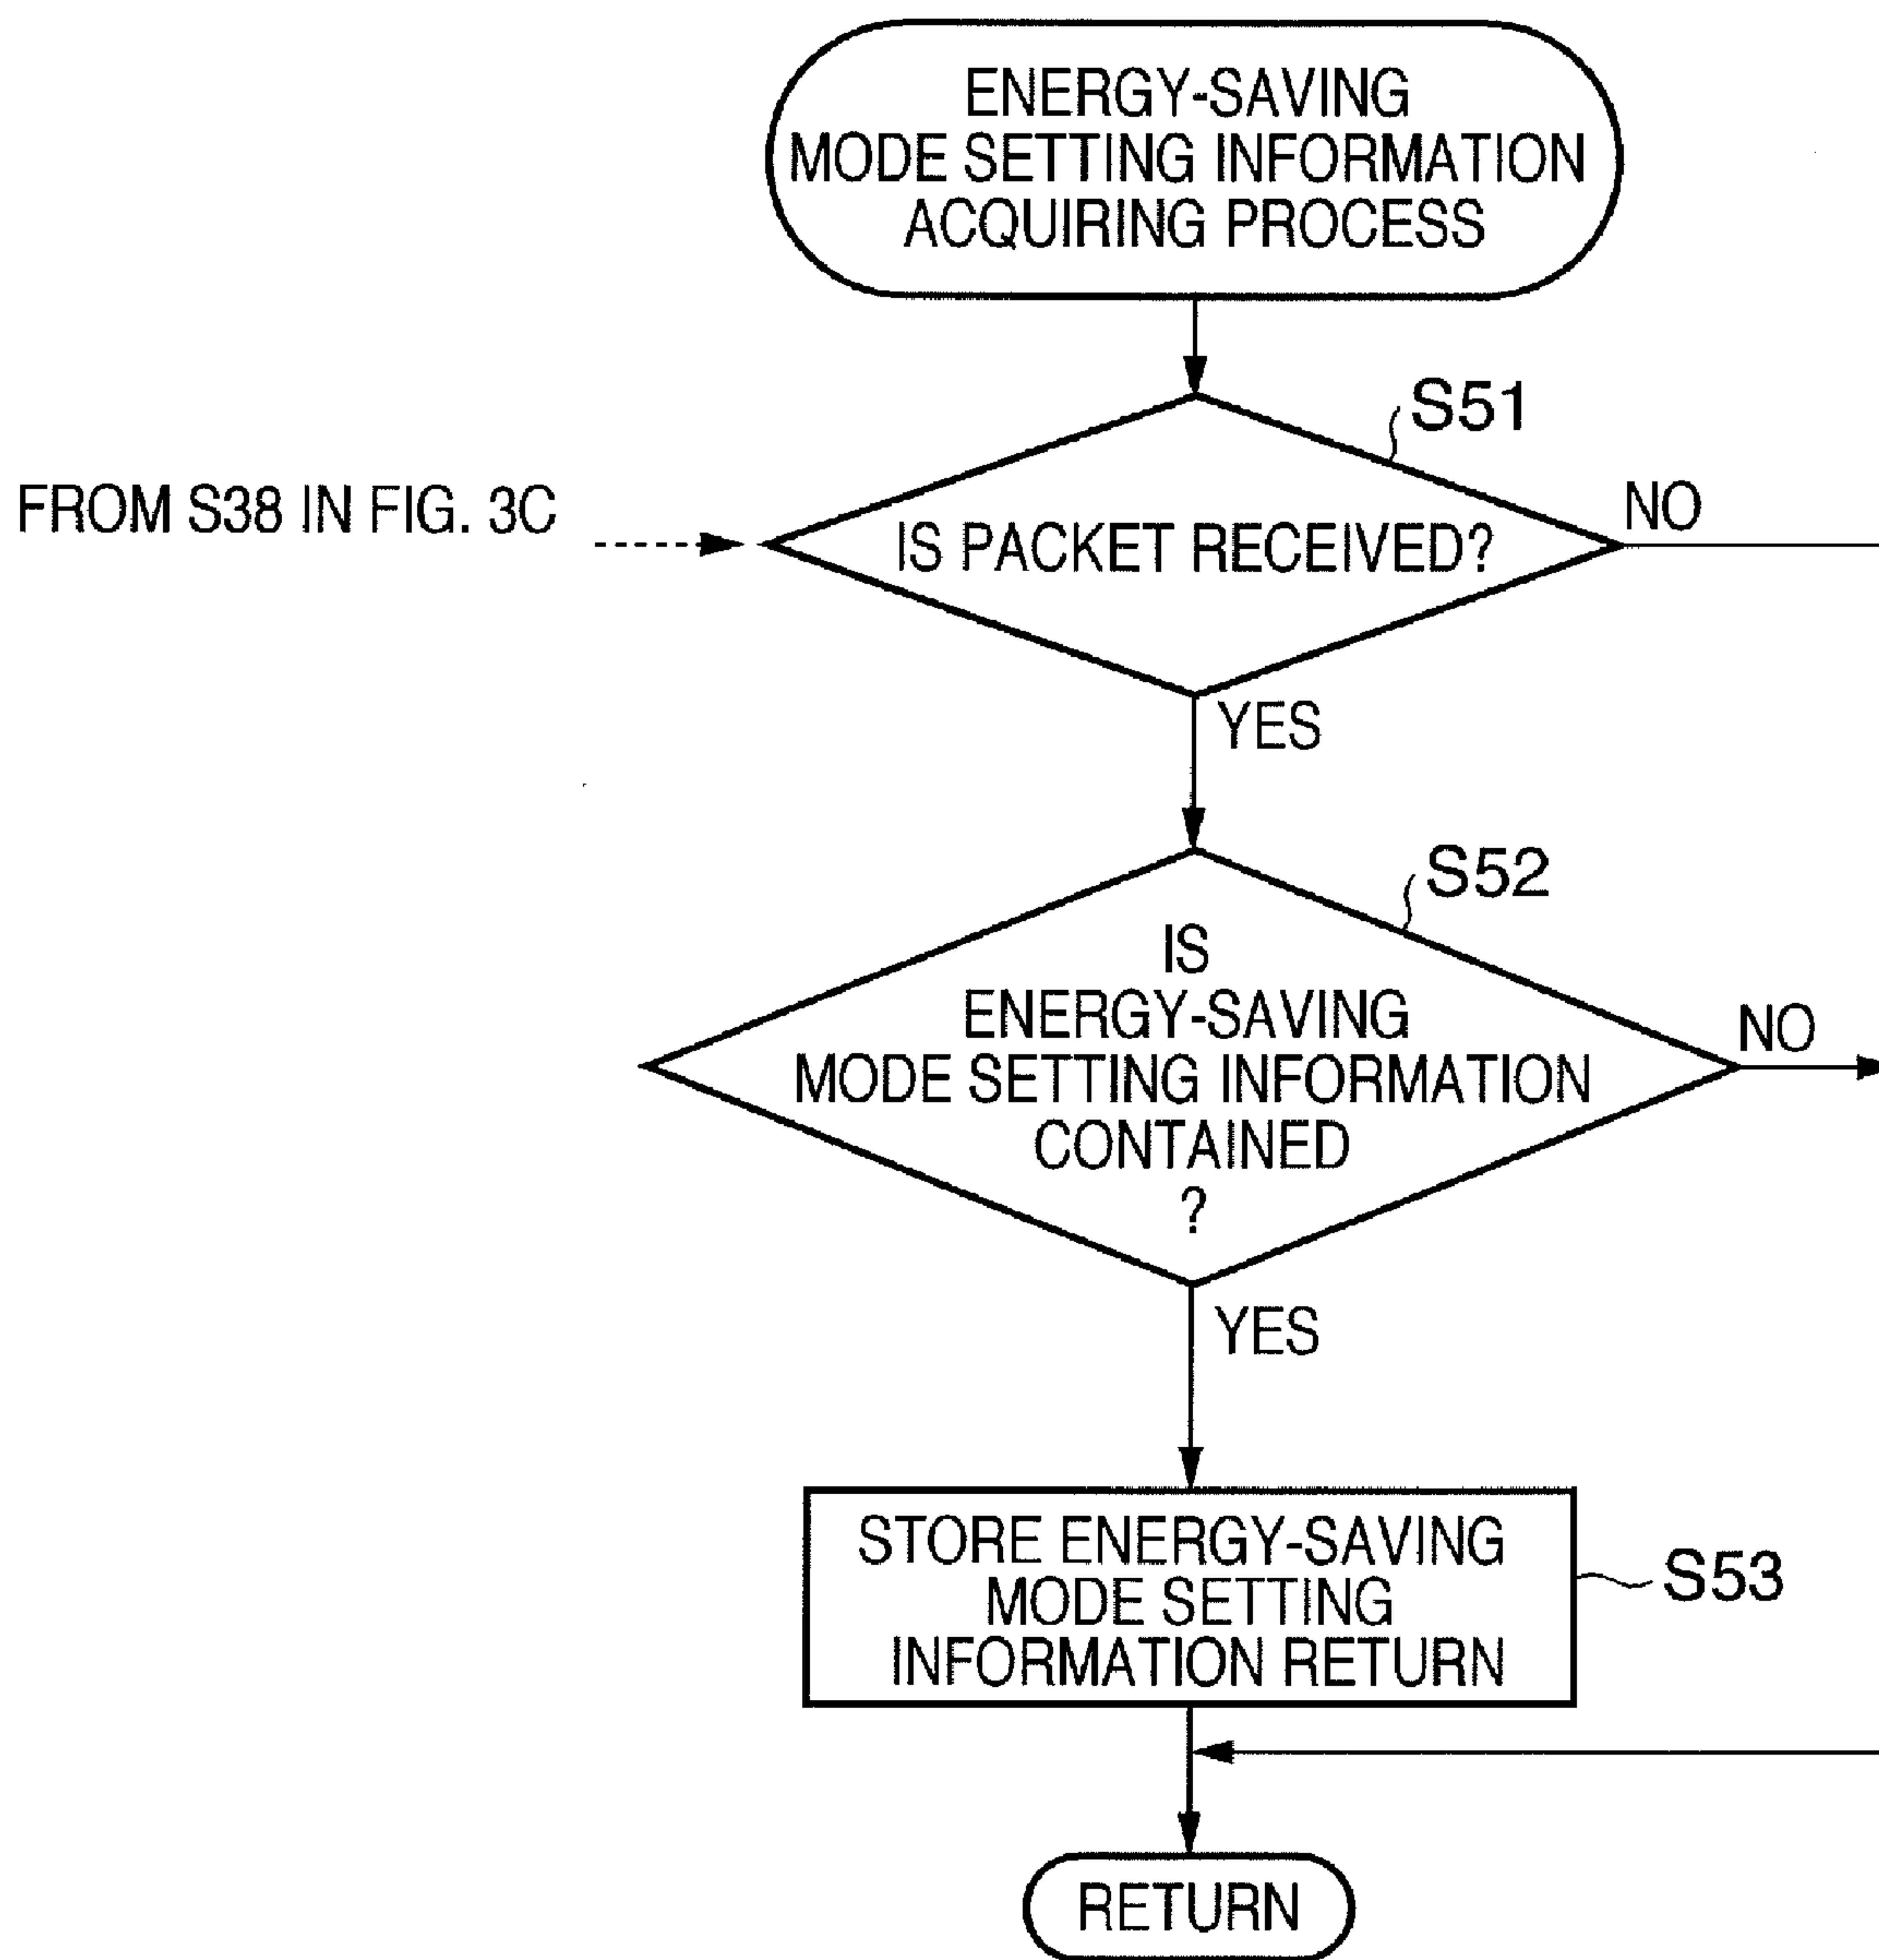 ENERGY-SAVING
MODE SETTING INFORMATION
ACQUIRING PROCESS
S51
FROM S38 IN FIG. 3C
IS PACKET RECEIVED?
NO
YES
S52
IS
ENERGY-SAVING
MODE SETTING INFORMATION
CONTAINED
?
NO
YES
STORE ENERGY-SAVING
MODE SETTING
INFORMATION RETURN
S53
RETURN